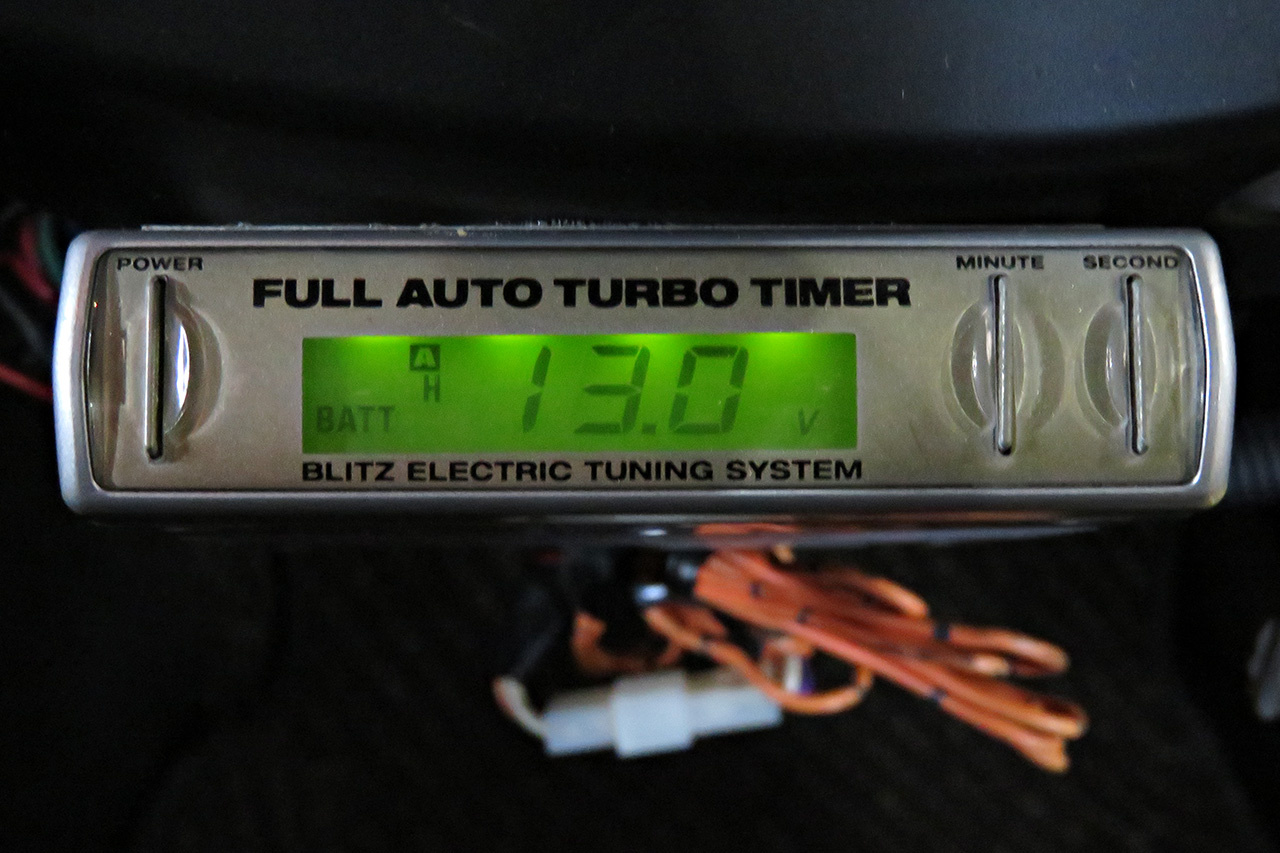 POWER
MINUTE SECOND
FULL AUTO TURBO TIMER
A
H
BATT 13.0 V
BLITZ ELECTRIC TUNING SYSTEM